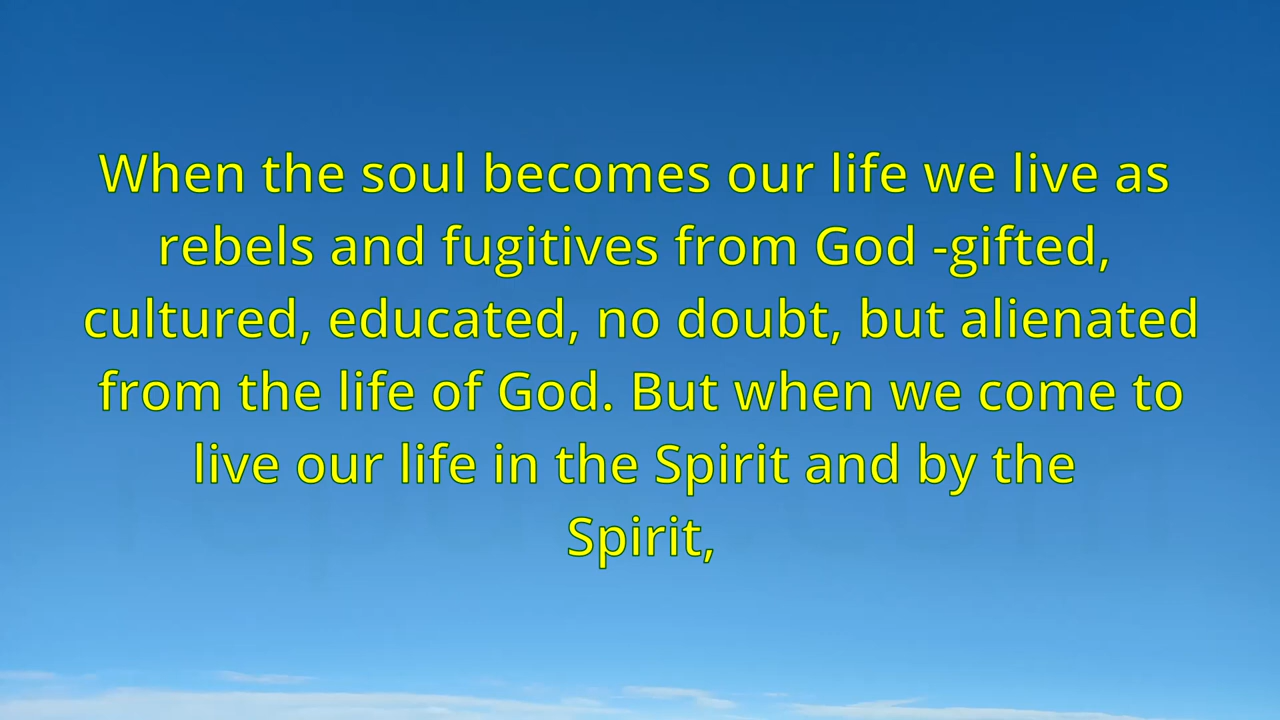 When the soul becomes our life we live as
rebels and fugitives from God -gifted,
cultured, educated, no doubt, but alienated
from the life of God. But when we come to
live our life in the Spirit and by the
Spirit,